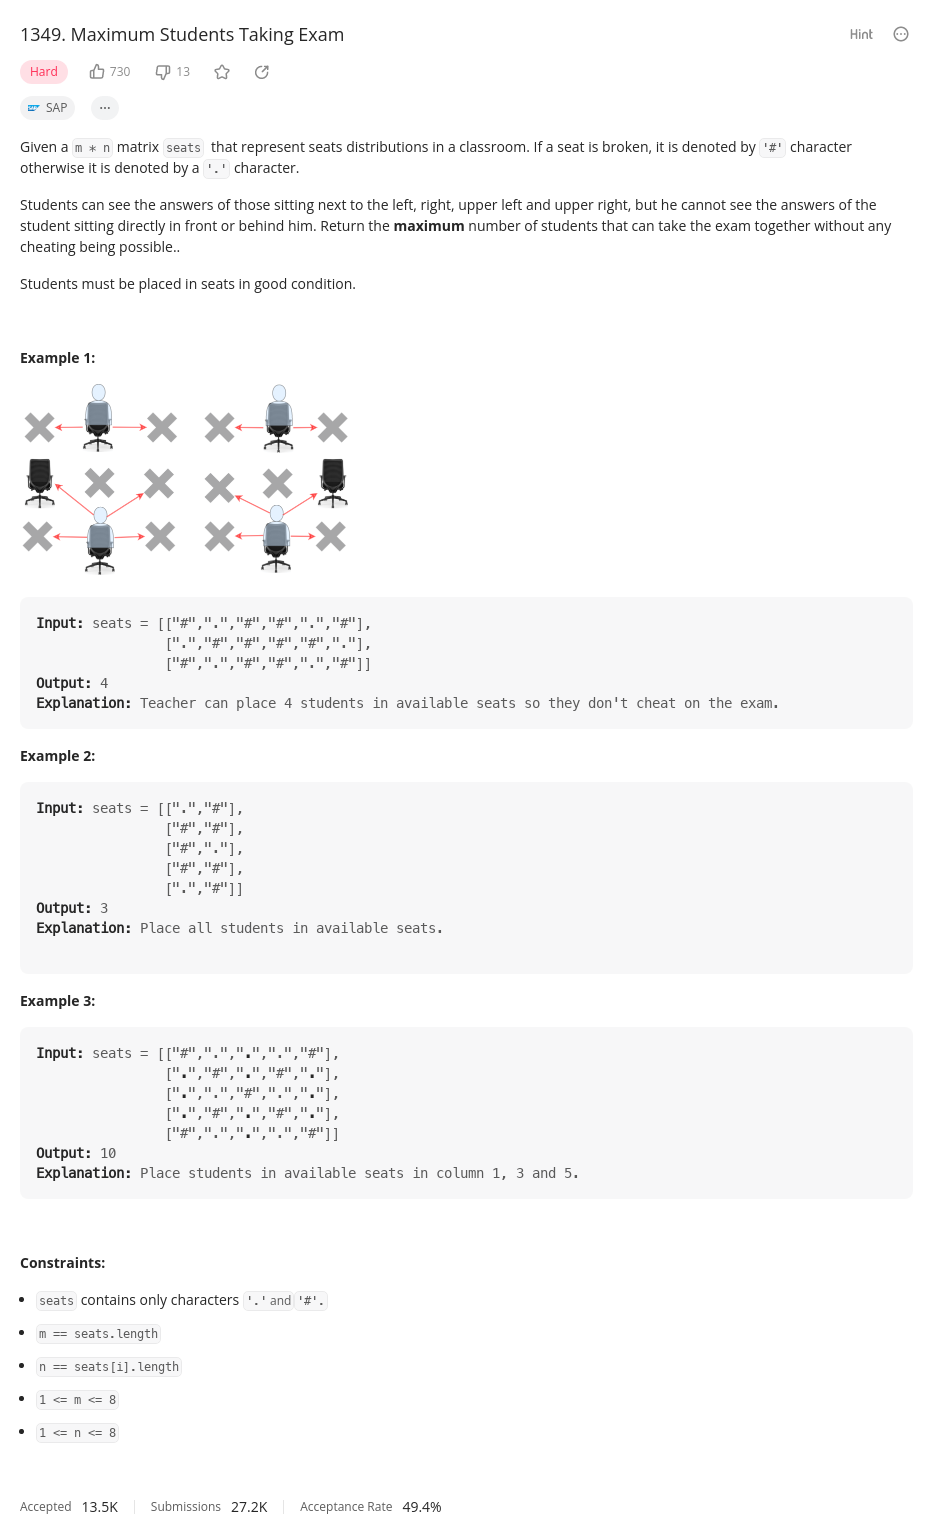 1349. Maximum Students Taking Exam
Hint
Hard 730 13
SAP SAP ...
Given a m * n matrix seats that represent seats distributions in a classroom. If a seat is broken, it is denoted by '#' character
otherwise it is denoted by a '.' character.
Students can see the answers of those sitting next to the left, right, upper left and upper right, but he cannot see the answers of the
student sitting directly in front or behind him. Return the maximum number of students that can take the exam together without any
cheating being possible..
Students must be placed in seats in good condition.
Example 1:
Input: seats = [["#",".","#","#",".","#"],
[".","#","#","#","#","."],
["#",".","#","#",".","#"]]
Output: 4
Explanation: Teacher can place 4 students in available seats so they don't cheat on the exam.
Example 2:
Input: seats = [[".","#"],
["#","#"],
["#","."],
["#","#"],
[".","#"]]
Output: 3
Explanation: Place all students in available seats.
Example 3:
Input: seats = [["#",".",".",".","#"],
[".","#",".","#","."],
[".",".","#",".","."],
[".","#",".","#","."],
["#",".",".",".","#"]]
Output: 10
Explanation: Place students in available seats in column 1, 3 and 5.
Constraints:
• seats contains only characters '.' and '#'.
• m == seats.length
• n == seats[i].length
• 1 <= m <= 8
• 1 <= n <= 8
Accepted 13.5K Submissions 27.2K Acceptance Rate 49.4%